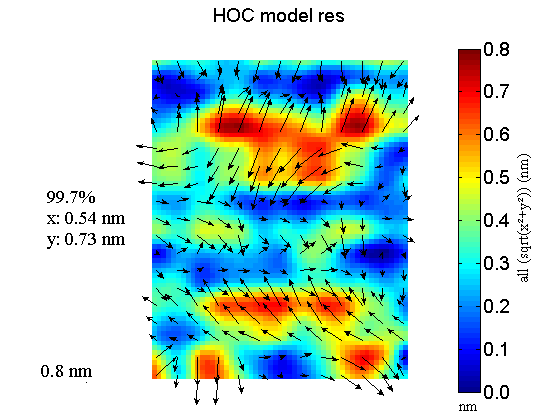 HOC model res
99.7%
x: 0.54 nm
y: 0.73 nm
0.8 nm
0.8
0.7
0.6
0.5
0.4
0.3
0.2
0.1
0.0
nm
all (sqrt(x²+y²)) (nm)